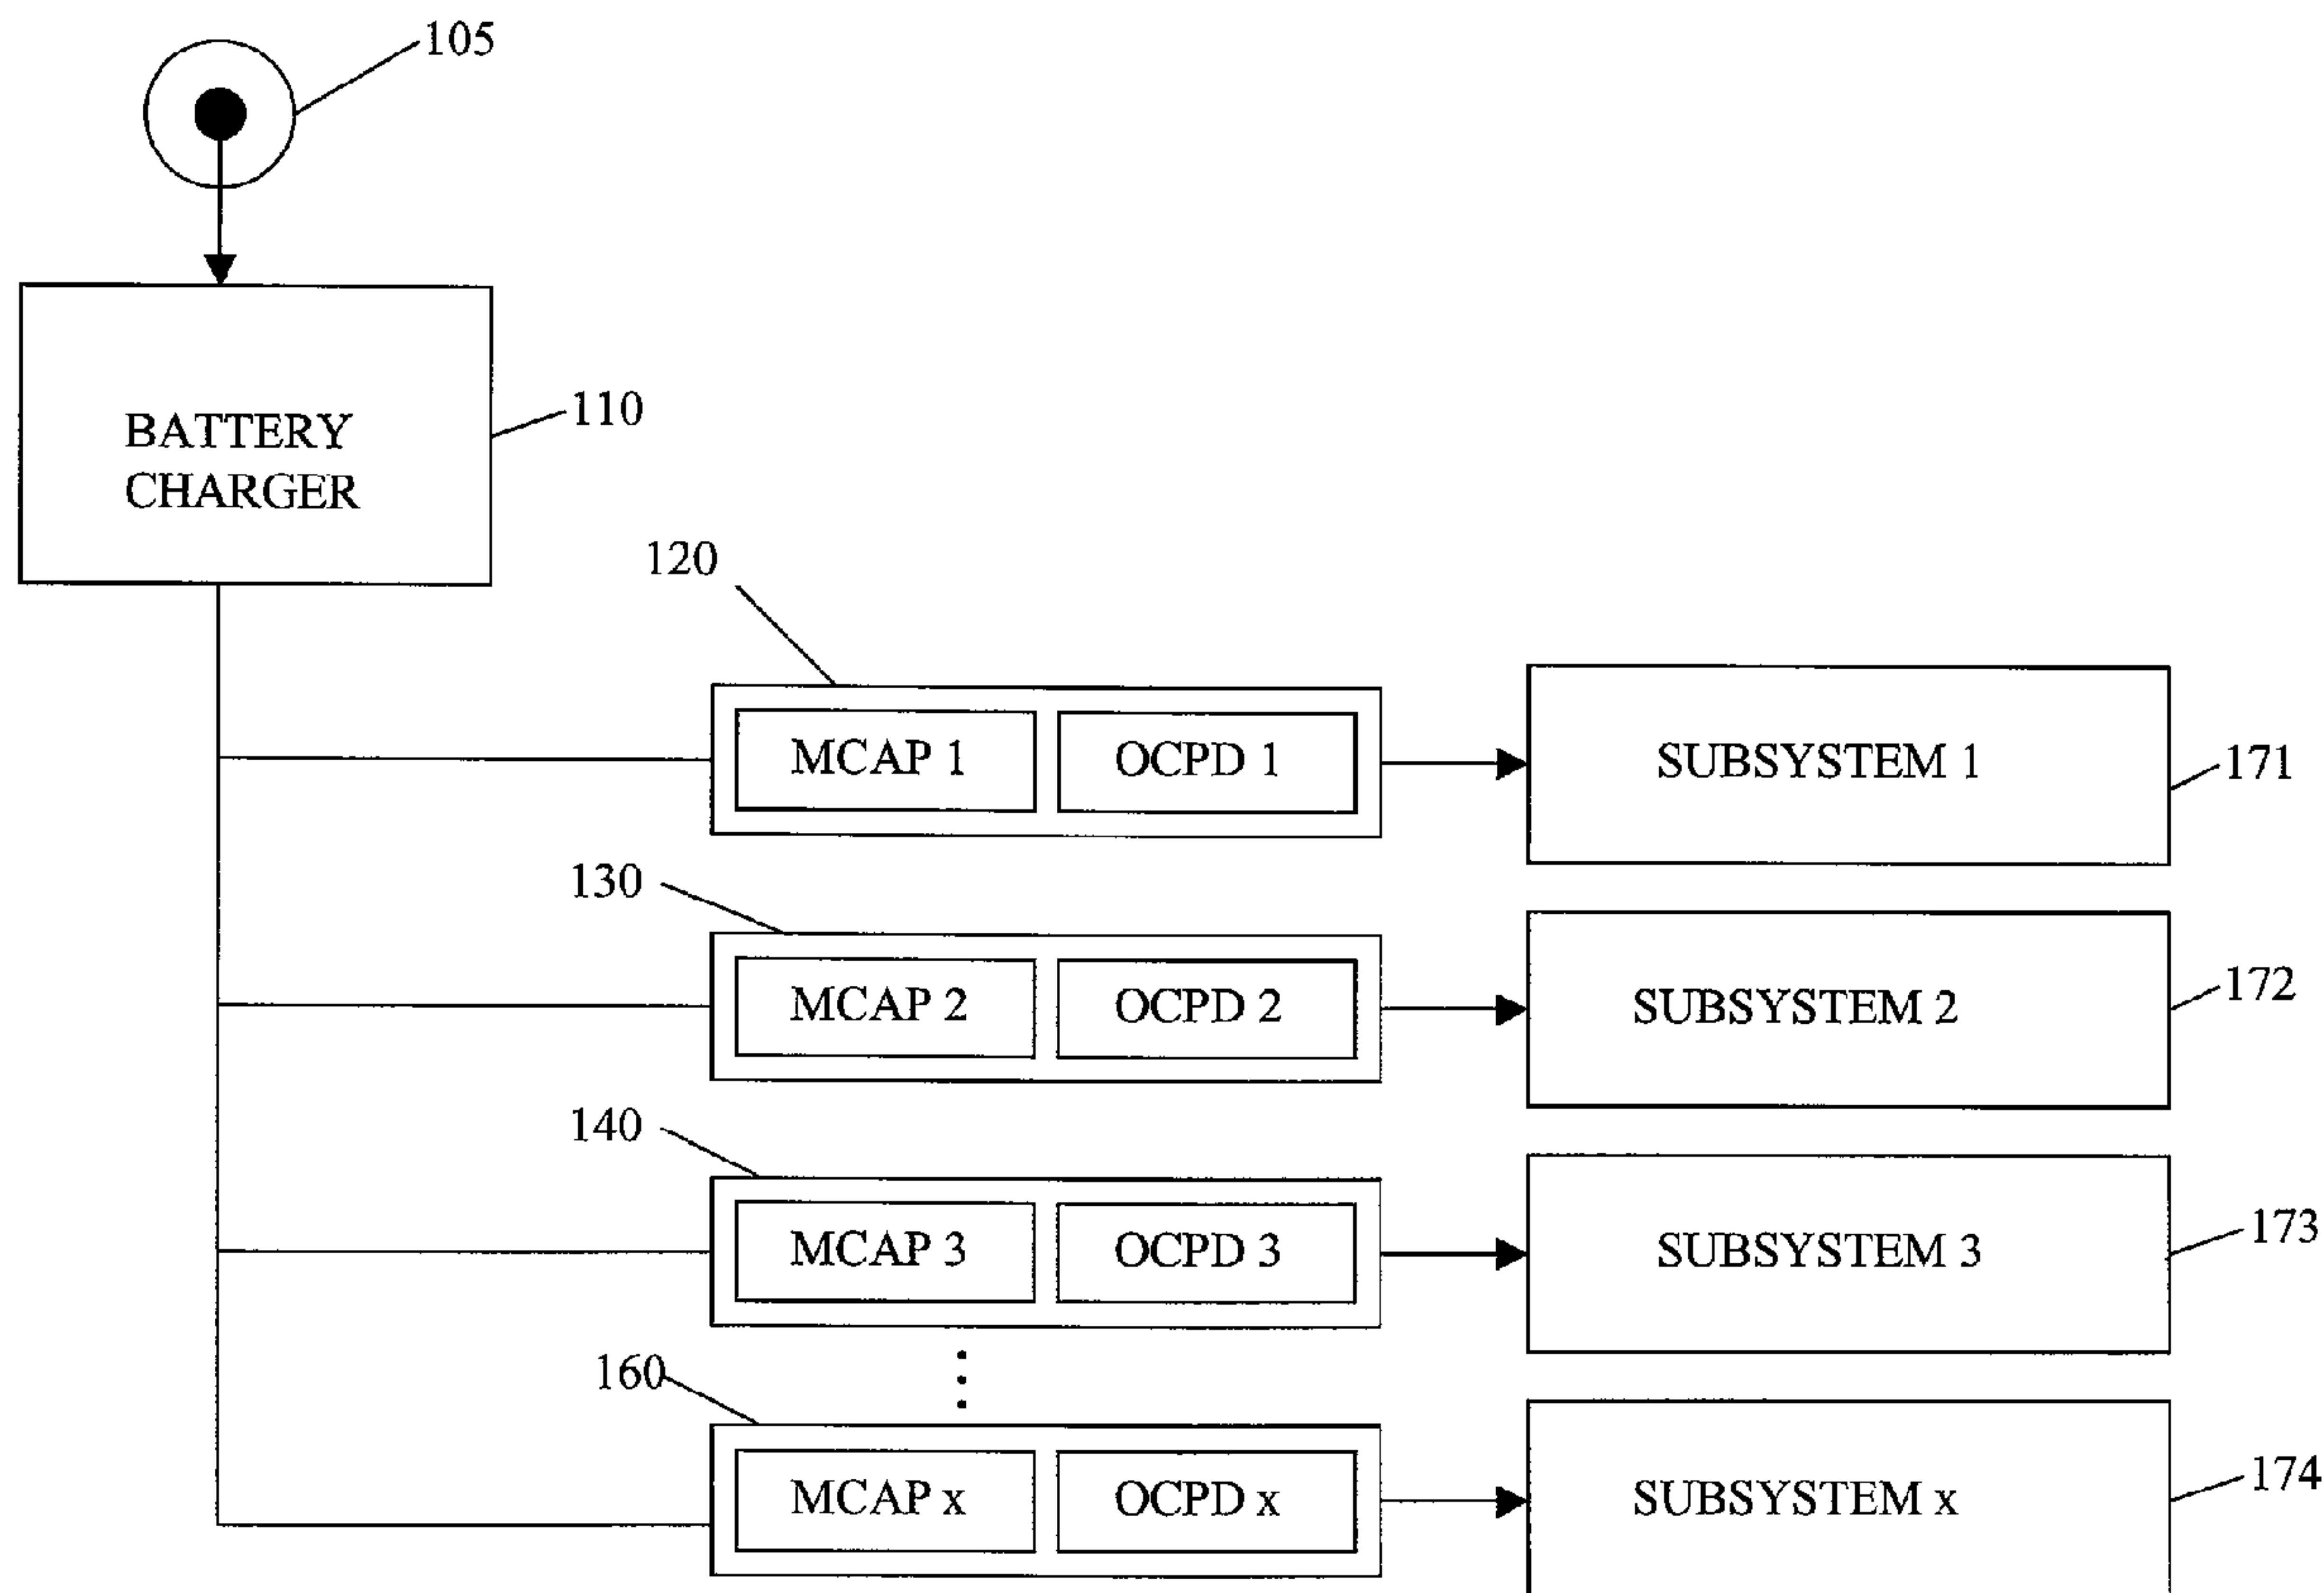 105
BATTERY
CHARGER
110
120
MCAP 1 OCPD 1 SUBSYSTEM 1 171
130
MCAP 2 OCPD 2 SUBSYSTEM 2 172
140
MCAP 3 OCPD 3 SUBSYSTEM 3 173
160
MCAP x OCPD x SUBSYSTEM x 174